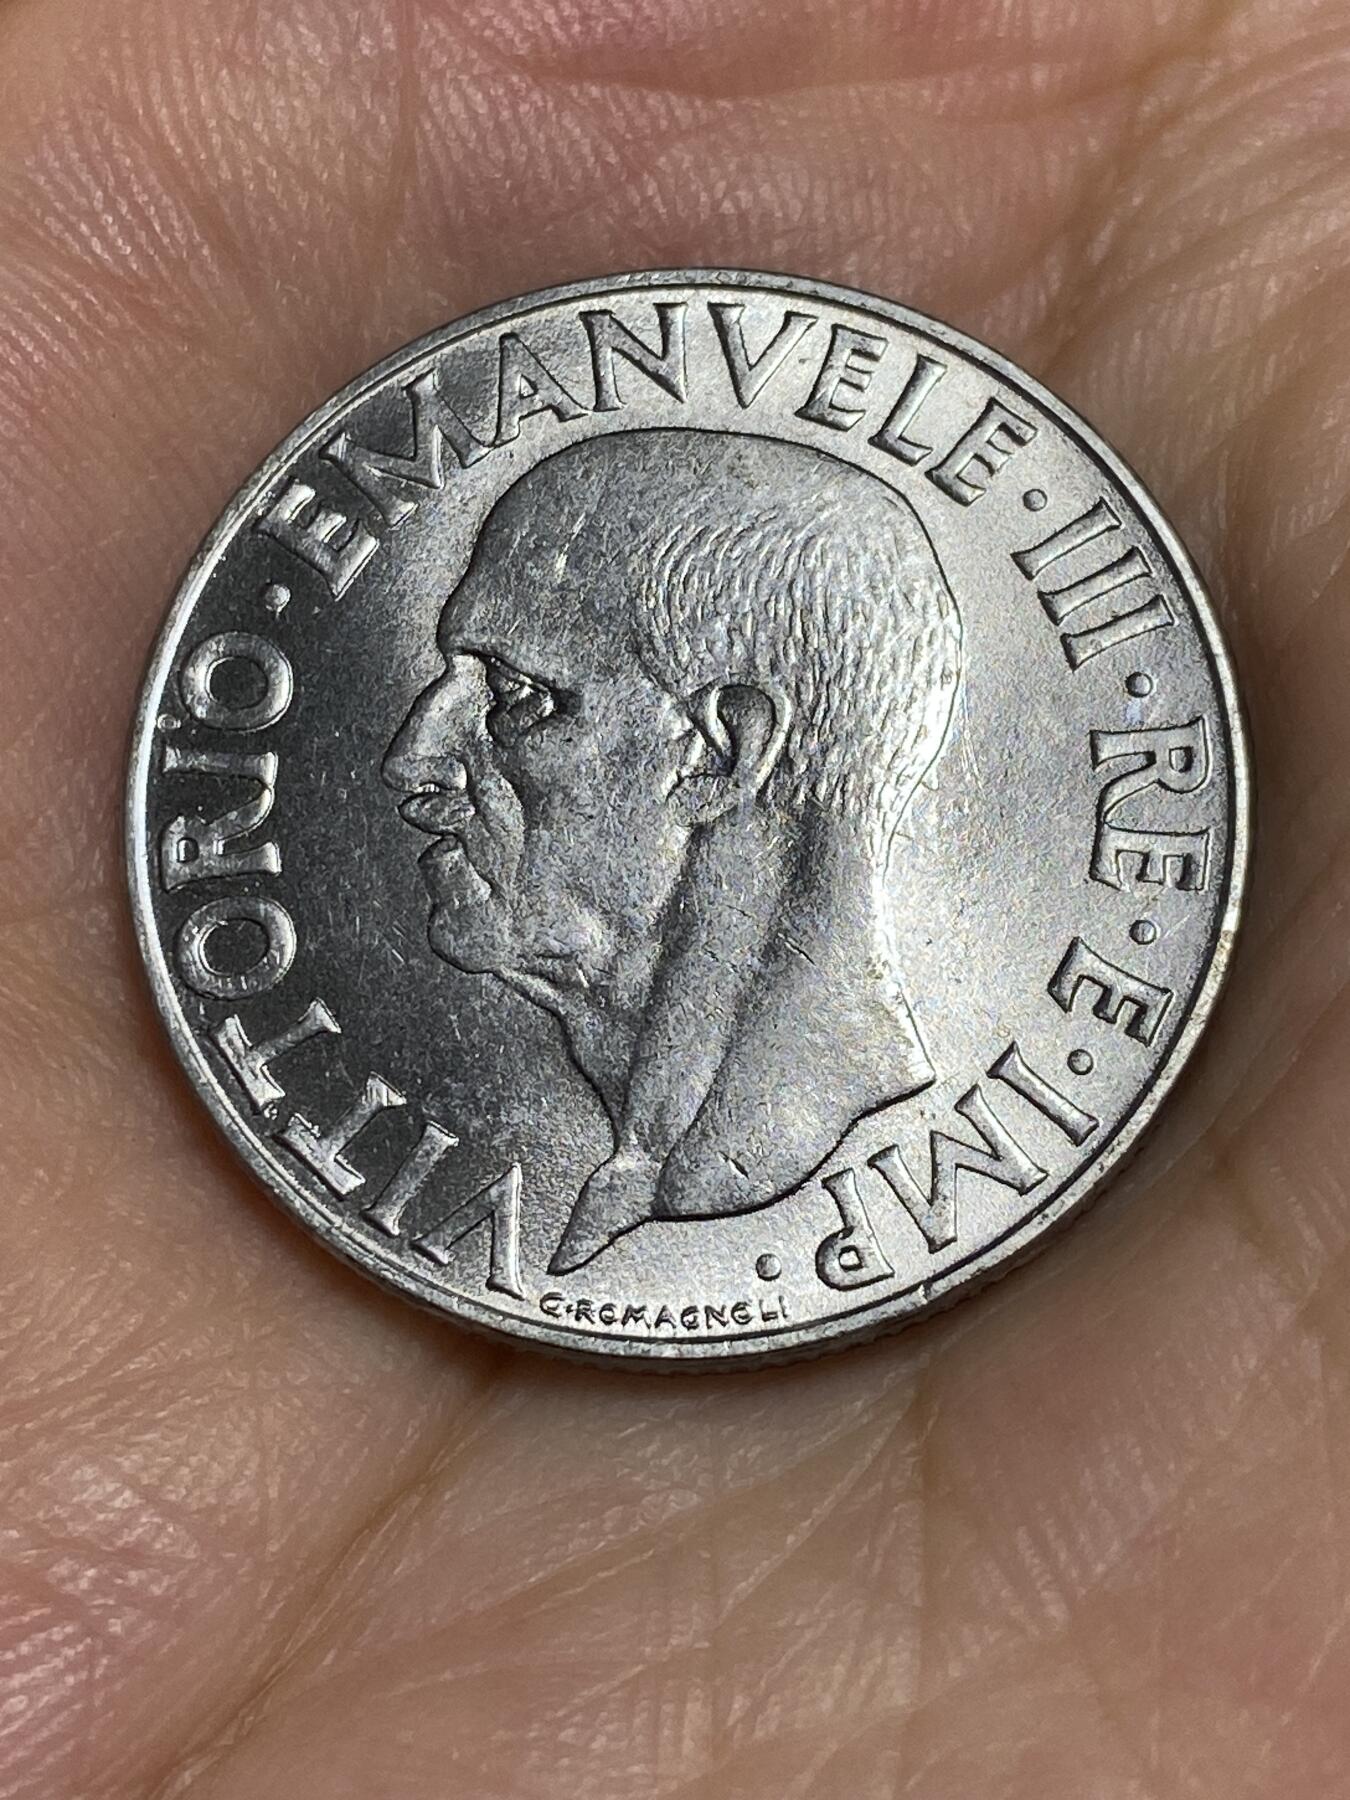 VITTORIO · EMANVELE · III · RE · E · IMP ·
G·ROMAGNOLI